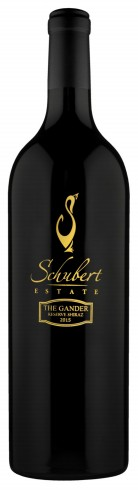 Schubert
ESTATE
THE GANDER
RESERVE SHIRAZ
2015